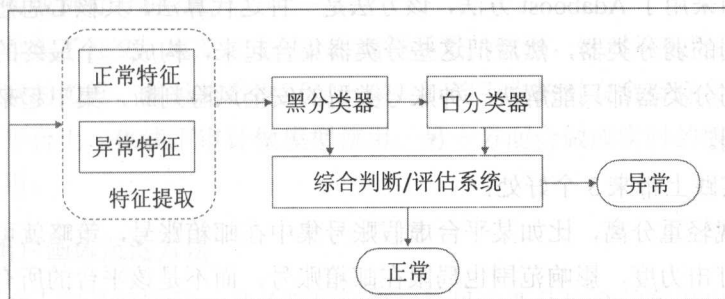 正常特征
异常特征
特征提取
黑分类器
白分类器
综合判断/评估系统
异常
正常